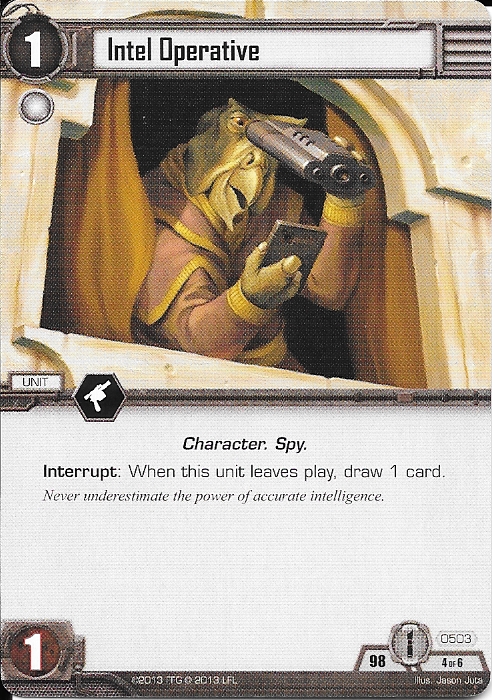 1
Intel Operative
UNIT
Character. Spy.
Interrupt: When this unit leaves play, draw 1 card.
Never underestimate the power of accurate intelligence.
1
98
1
0503
4 OF 6
©2013 FFG © 2013 LFL
Illus. Jason Juta